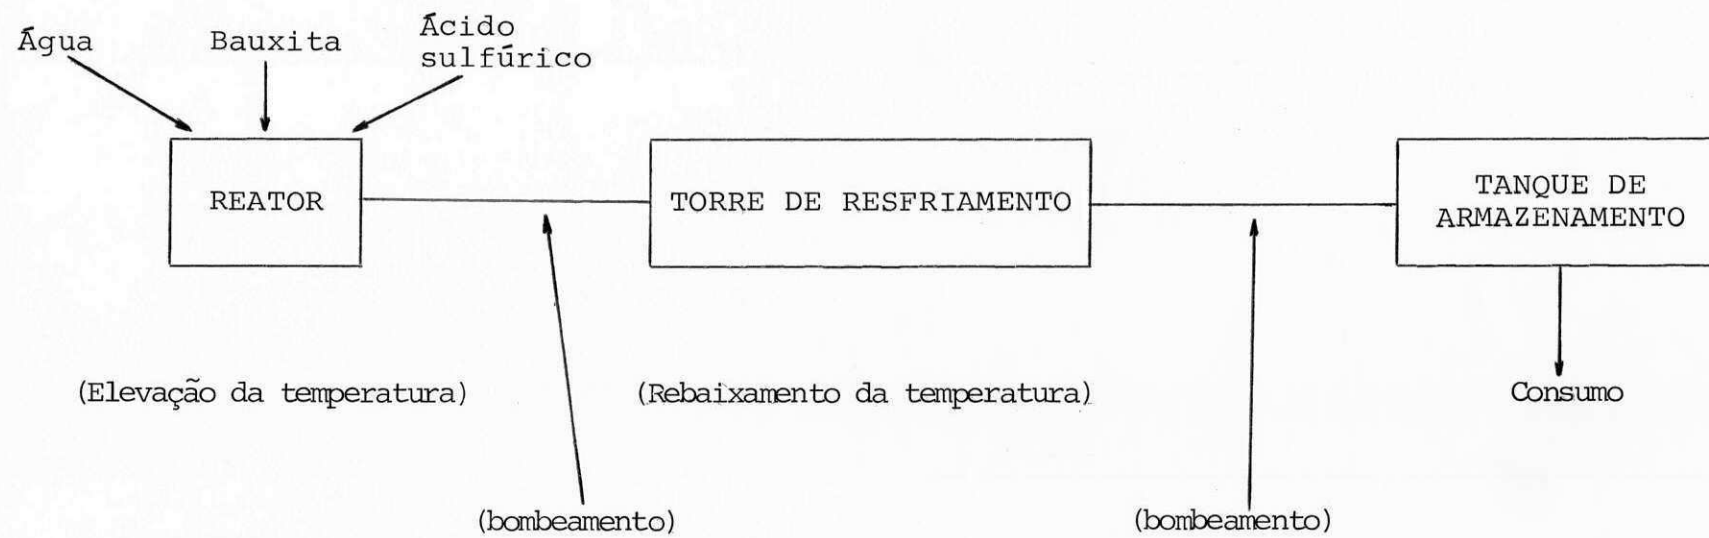 Água
Bauxita
Ácido
sulfúrico
REATOR
TORRE DE RESFRIAMENTO
TANQUE DE
ARMAZENAMENTO
(Elevação da temperatura)
(Rebaixamento da temperatura)
Consumo
(bombeamento)
(bombeamento)